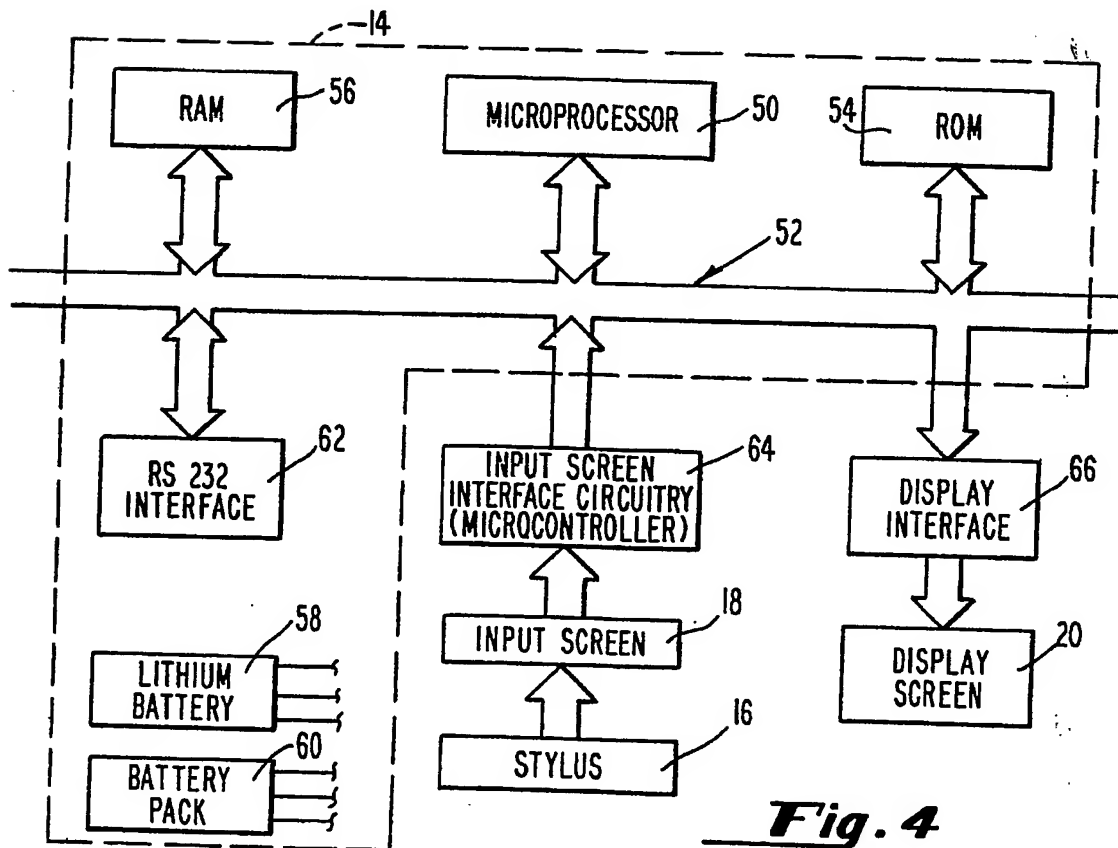 14
RAM
56
MICROPROCESSOR
50
54
ROM
52
RS 232
INTERFACE
62
INPUT SCREEN
INTERFACE CIRCUITRY
(MICROCONTROLLER)
64
DISPLAY
INTERFACE
66
INPUT SCREEN
18
DISPLAY
SCREEN
20
LITHIUM
BATTERY
58
STYLUS
16
BATTERY
PACK
60
Fig. 4